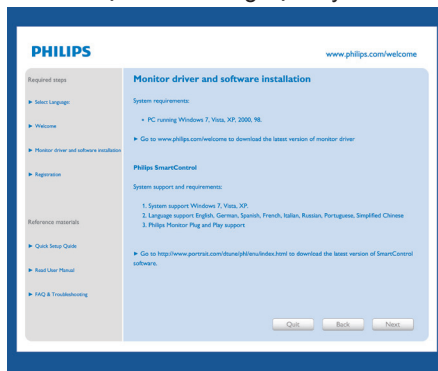 PHILIPS
www.philips.com/welcome
Required steps
► Select Language:
► Welcome
► Monitor driver and software installation
► Registration
Reference materials
► Quick Setup Quide
► Read User Manual
► FAQ & Troubleshooting
Monitor driver and software installation
System requirements:
• PC running Windows 7, Vista, XP, 2000, 98.
► Go to www.philips.com/welcome to download the latest version of monitor driver
Philips SmartControl
System support and requirements:
1. System support Windows 7, Vista, XP.
2. Language support English, German, Spanish, French, Italian, Russian, Portuguese, Simplified Chinese
3. Philips Monitor Plug and Play support
► Go to http://www.portrait.com/dtune/phl/enu/index.html to download the latest version of SmartControl
software.
Quit
Back
Next